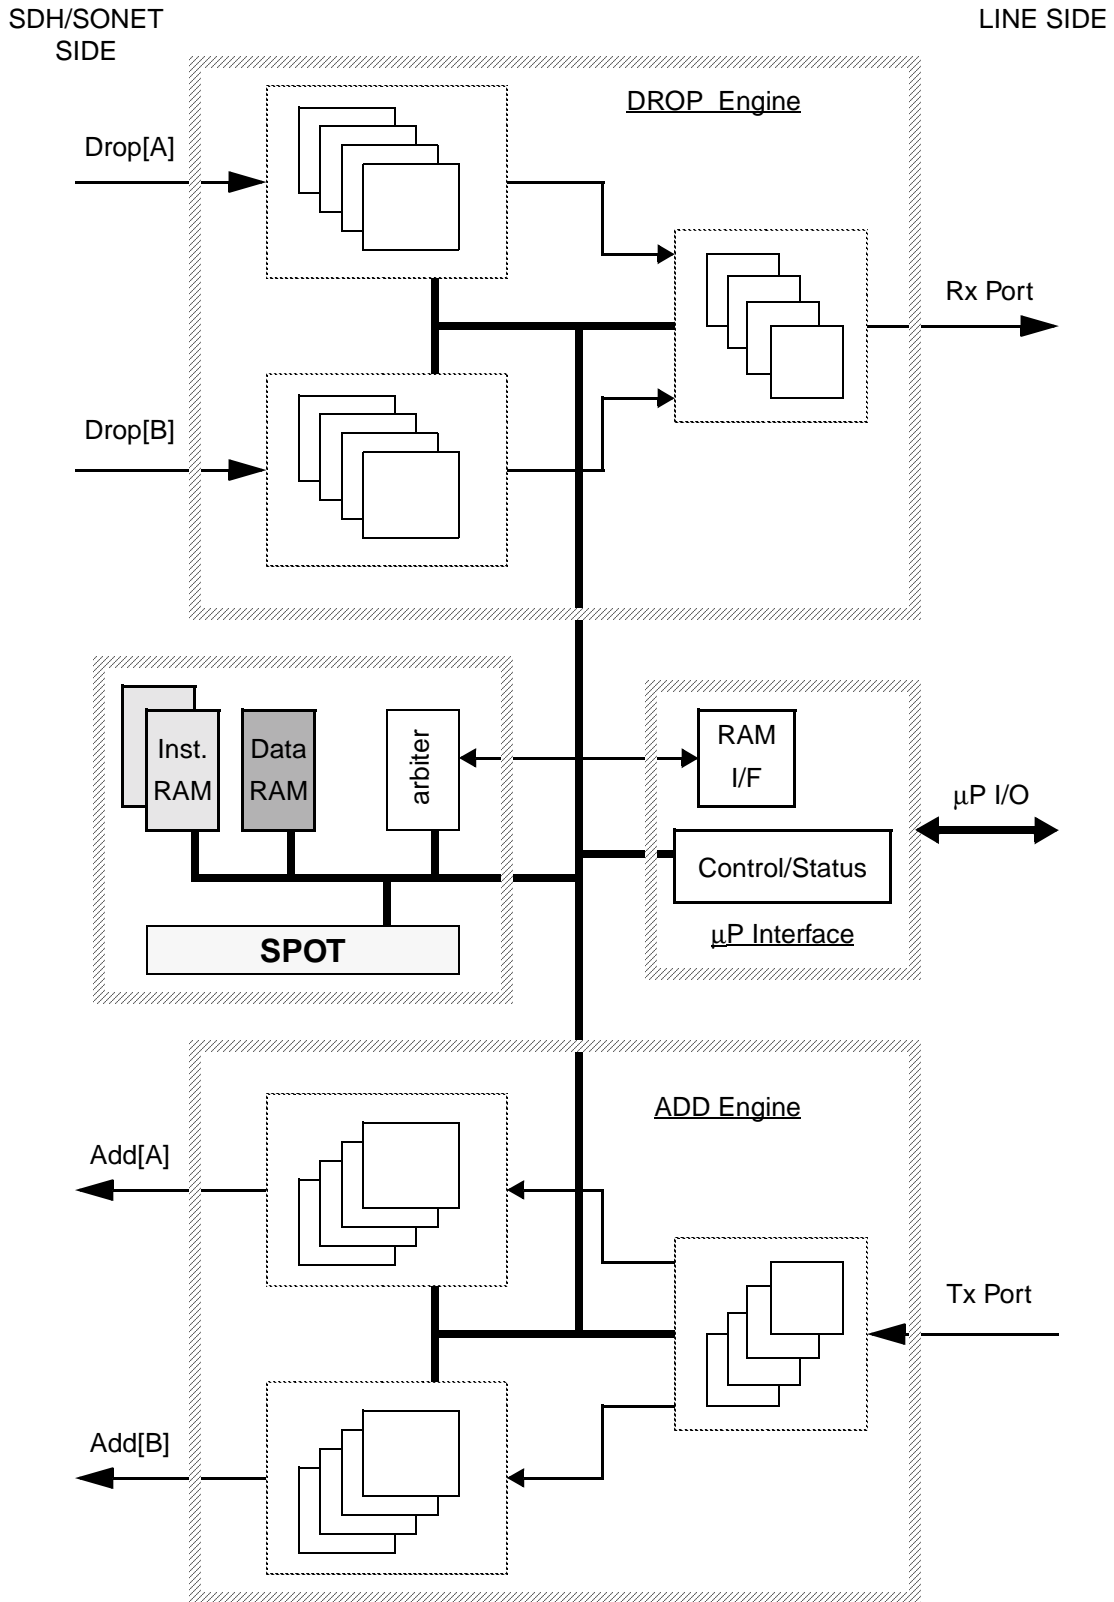 SDH/SONET
SIDE
LINE SIDE
DROP Engine
Drop[A]
Rx Port
Drop[B]
Inst.
RAM
Data
RAM
arbiter
RAM
I/F
μP I/O
Control/Status
SPOT
μP Interface
ADD Engine
Add[A]
Tx Port
Add[B]